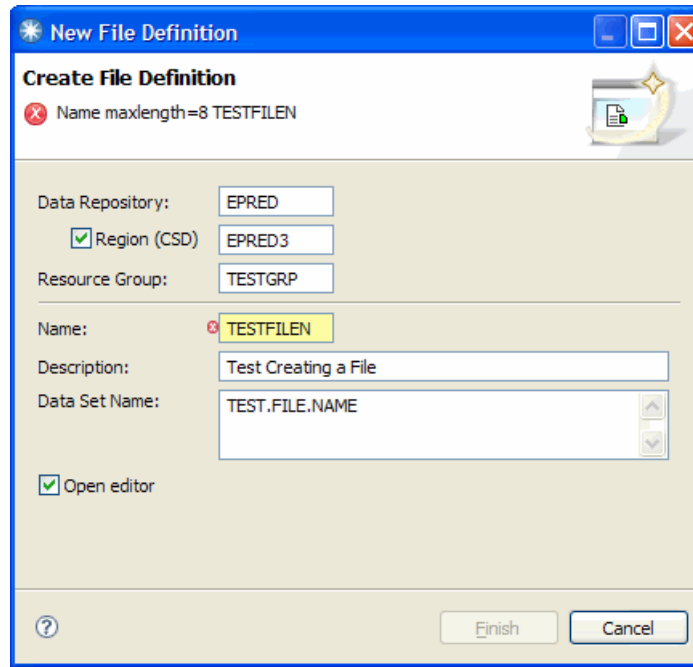 New File Definition
Create File Definition
Name maxlength=8 TESTFILEN
Data Repository: EPRED
Region (CSD) EPRED3
Resource Group: TESTGRP
Name: TESTFILEN
Description: Test Creating a File
Data Set Name: TEST.FILE.NAME
Open editor
Finish Cancel